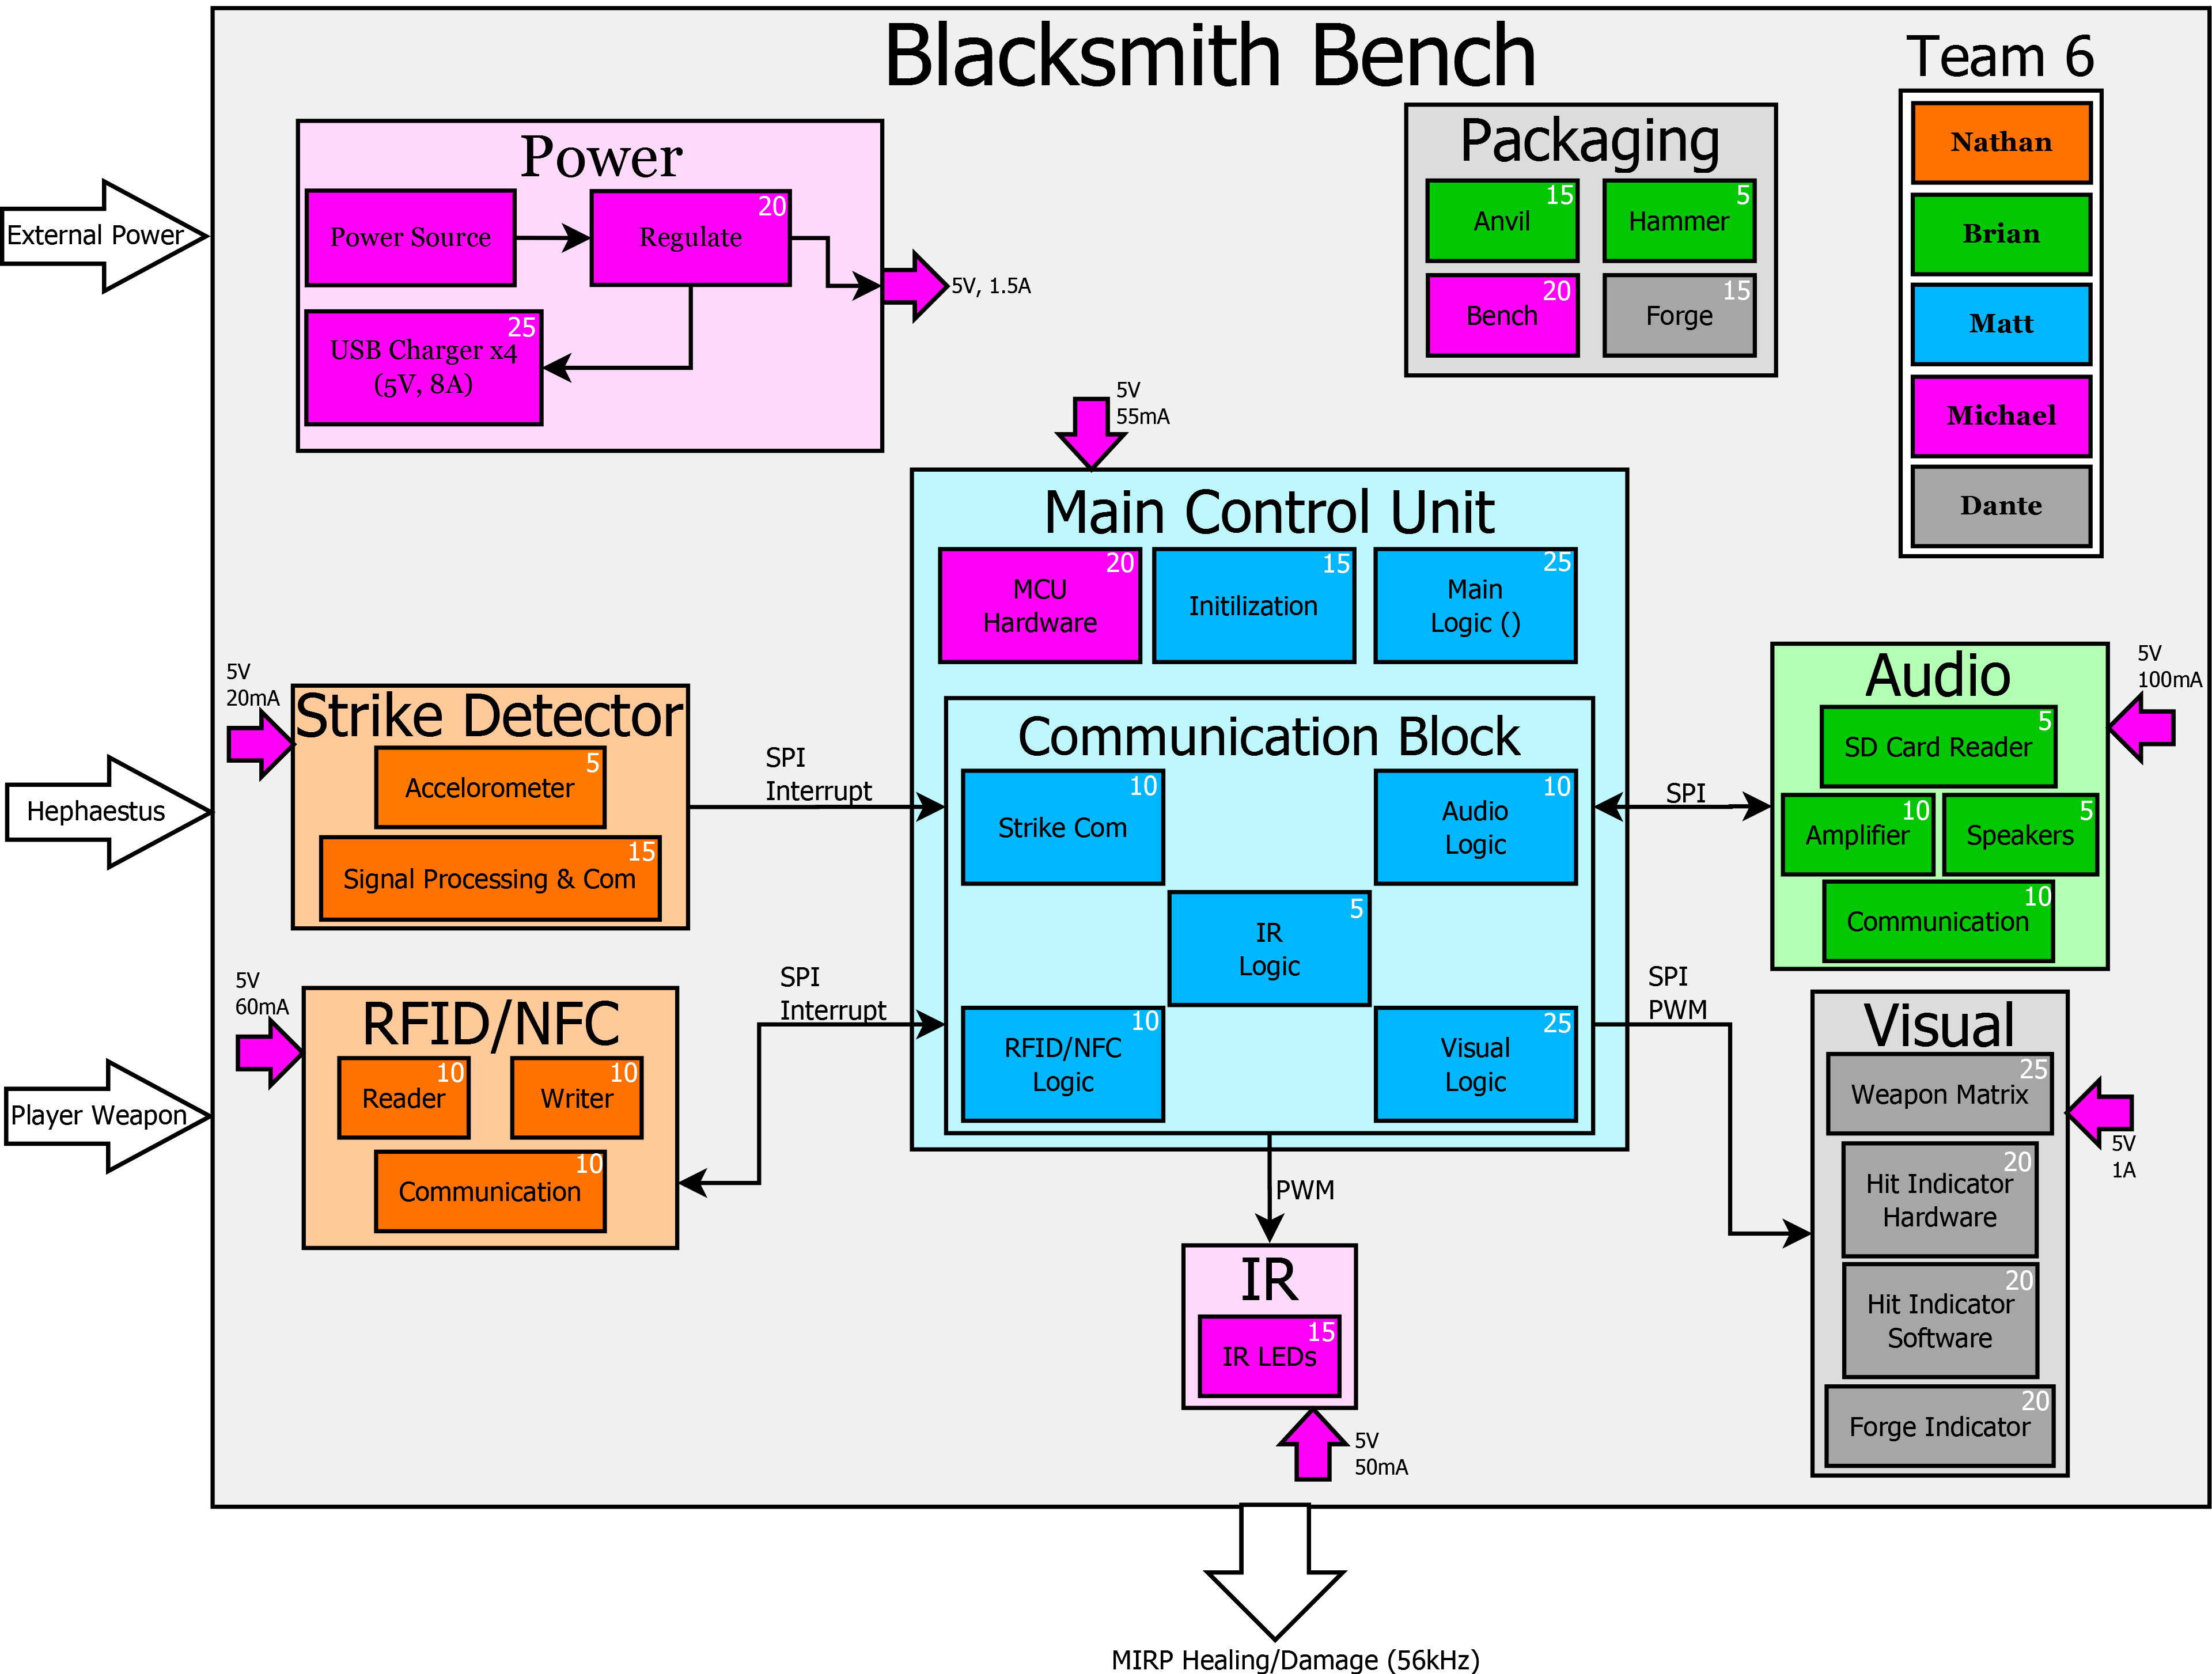 Blacksmith Bench
Team 6
Nathan
Brian
Matt
Michael
Dante
External Power
Hephaestus
Player Weapon
Power
Power Source
20
Regulate
25
USB Charger x4
(5V, 8A)
5V, 1.5A
Packaging
15
Anvil
5
Hammer
20
Bench
15
Forge
5V
55mA
Main Control Unit
20
MCU
Hardware
15
Initilization
25
Main
Logic ()
Communication Block
10
Strike Com
10
Audio
Logic
5
IR
Logic
10
RFID/NFC
Logic
25
Visual
Logic
5V
20mA
Strike Detector
5
Accelorometer
15
Signal Processing & Com
SPI
Interrupt
5V
60mA
RFID/NFC
10
Reader
10
Writer
10
Communication
SPI
Interrupt
SPI
5V
100mA
Audio
5
SD Card Reader
10
Amplifier
5
Speakers
10
Communication
SPI
PWM
Visual
25
Weapon Matrix
20
Hit Indicator
Hardware
20
Hit Indicator
Software
20
Forge Indicator
5V
1A
PWM
IR
15
IR LEDs
5V
50mA
MIRP Healing/Damage (56kHz)